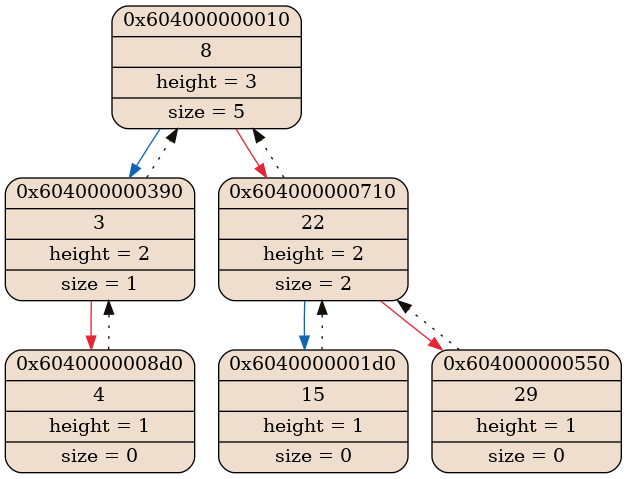 0x604000000010
8
height = 3
size = 5
0x604000000390
3
height = 2
size = 1
0x604000000710
22
height = 2
size = 2
0x6040000008d0
4
height = 1
size = 0
0x6040000001d0
15
height = 1
size = 0
0x604000000550
29
height = 1
size = 0